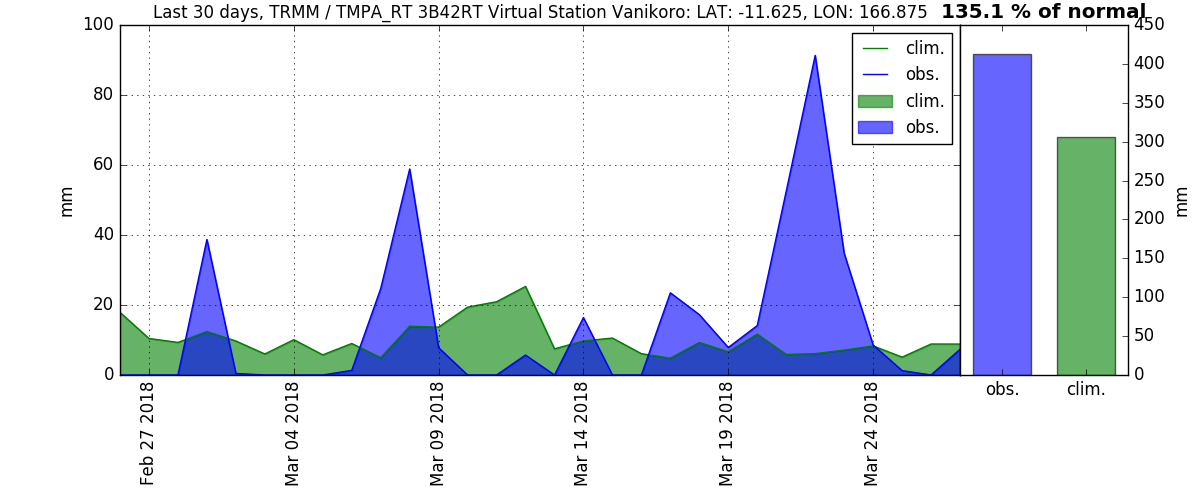 Last 30 days, TRMM / TMPA_RT 3B42RT Virtual Station Vanikoro: LAT: -11.625, LON: 166.875 135.1 % of normal
100
80
60
40
20
0
mm
clim.
obs.
clim.
obs.
Feb 27 2018
Mar 04 2018
Mar 09 2018
Mar 14 2018
Mar 19 2018
Mar 24 2018
450
400
350
300
250
200
150
100
50
0
mm
obs.
clim.